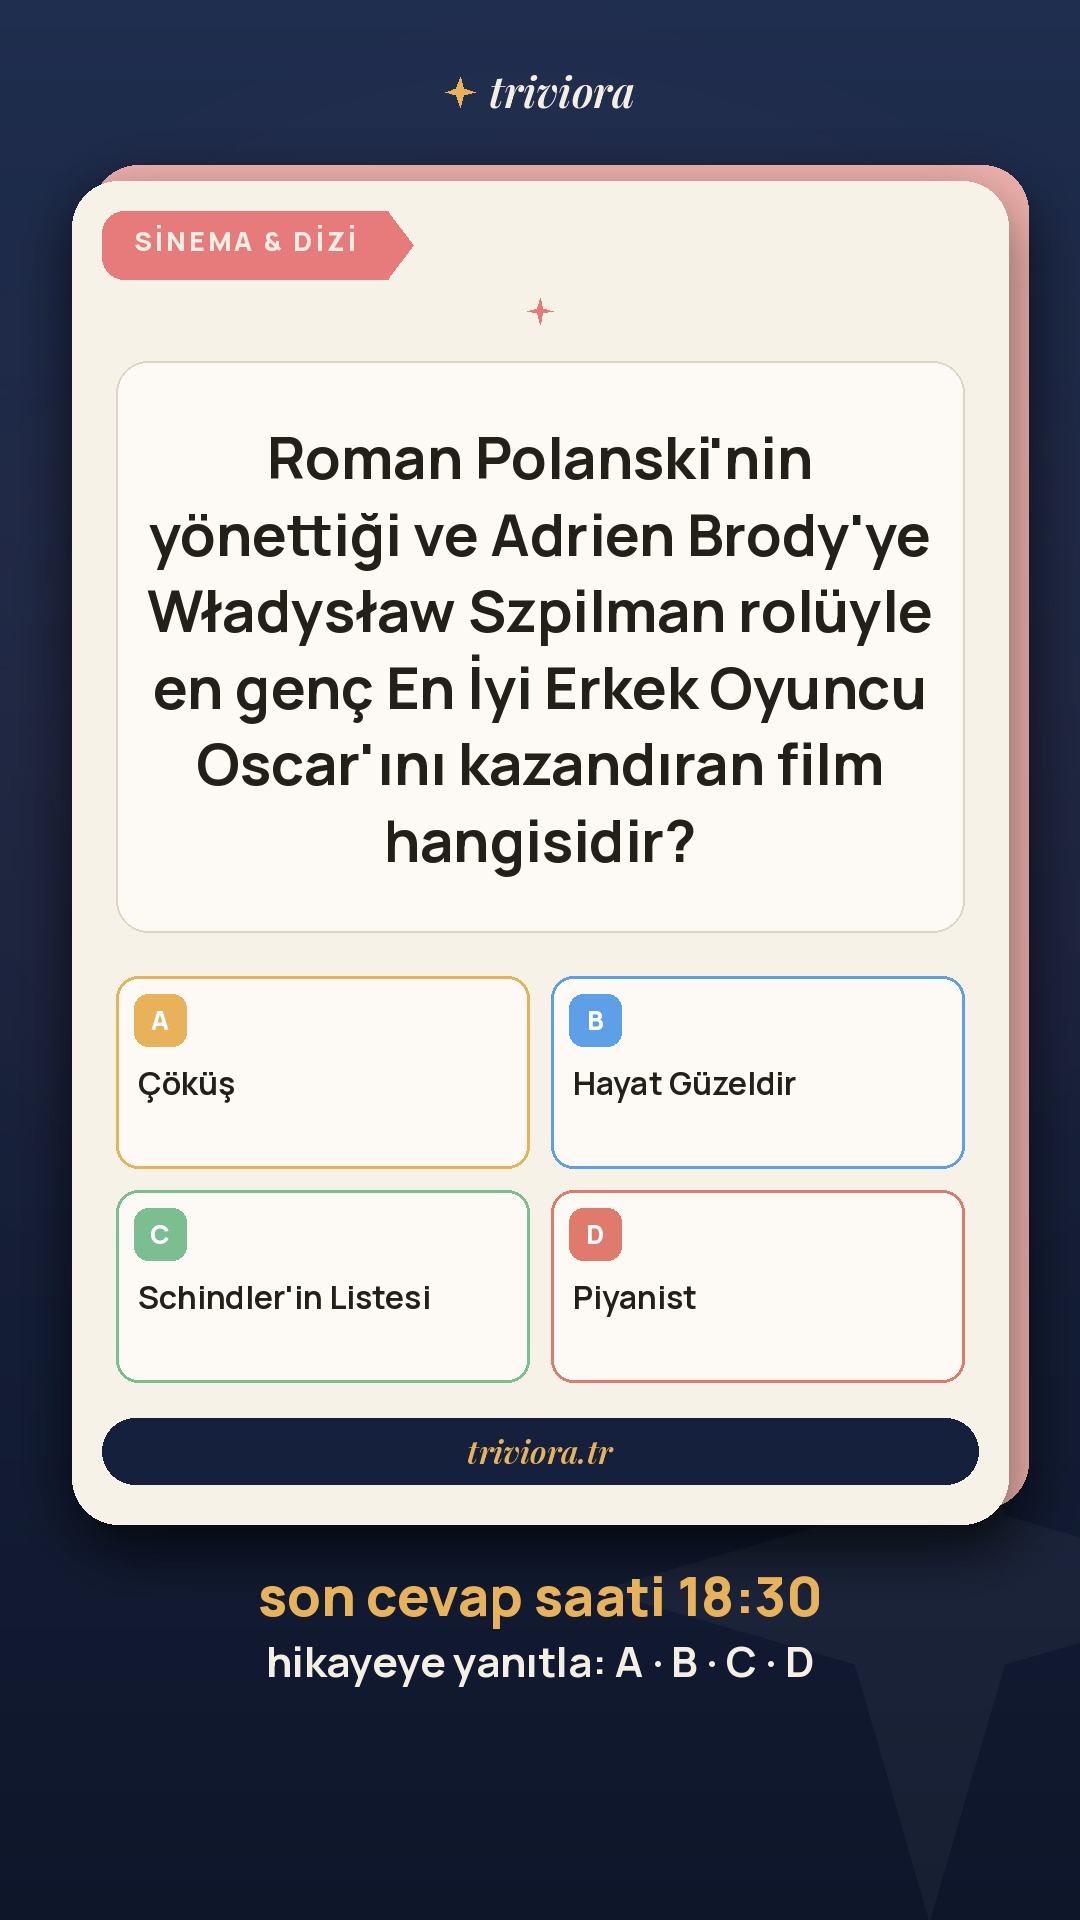 triviora
SİNEMA & DİZİ
Roman Polanski'nin
yönettiği ve Adrien Brody'ye
Władysław Szpilman rolüyle
en genç En İyi Erkek Oyuncu
Oscar'ını kazandıran film
hangisidir?
A
Çöküş
B
Hayat Güzeldir
C
Schindler'in Listesi
D
Piyanist
triviora.tr
son cevap saati 18:30
hikayeye yanıtla: A · B · C · D